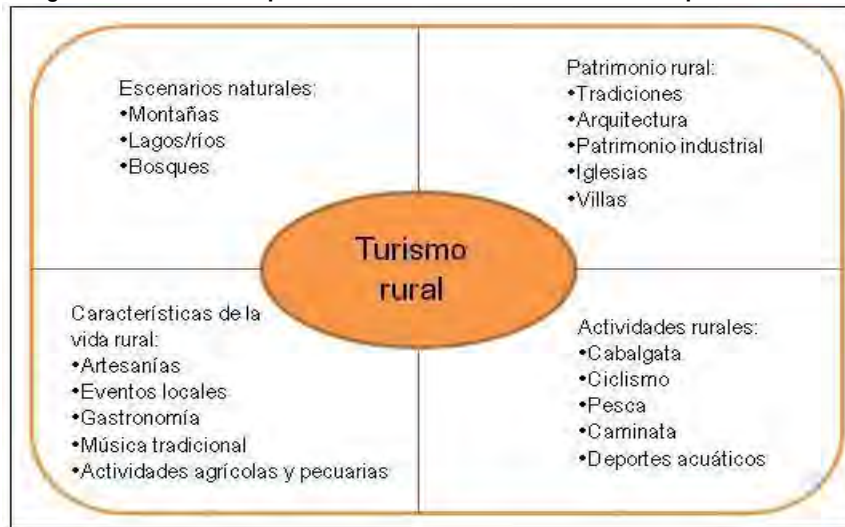 Escenarios naturales:
•Montañas
•Lagos/ríos
•Bosques
Patrimonio rural:
•Tradiciones
•Arquitectura
•Patrimonio industrial
•Iglesias
•Villas
Turismo
rural
Características de la
vida rural:
•Artesanías
•Eventos locales
•Gastronomía
•Música tradicional
•Actividades agrícolas y pecuarias
Actividades rurales:
•Cabalgata
•Ciclismo
•Pesca
•Caminata
•Deportes acuáticos